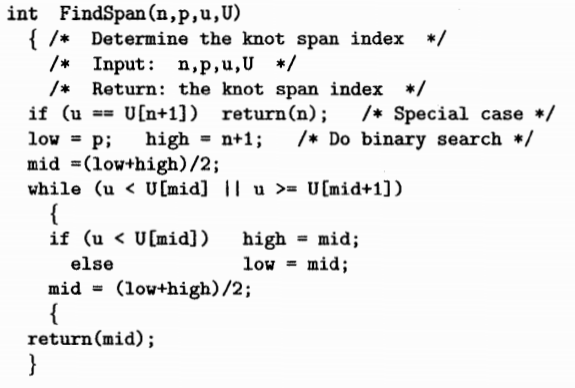 int FindSpan(n,p,u,U)
{ /* Determine the knot span index */
/* Input: n,p,u,U */
/* Return: the knot span index */
if (u == U[n+1]) return(n); /* Special case */
low = p; high = n+1; /* Do binary search */
mid =(low+high)/2;
while (u < U[mid] || u >= U[mid+1])
{
if (u < U[mid]) high = mid;
else low = mid;
mid = (low+high)/2;
{
return(mid);
}